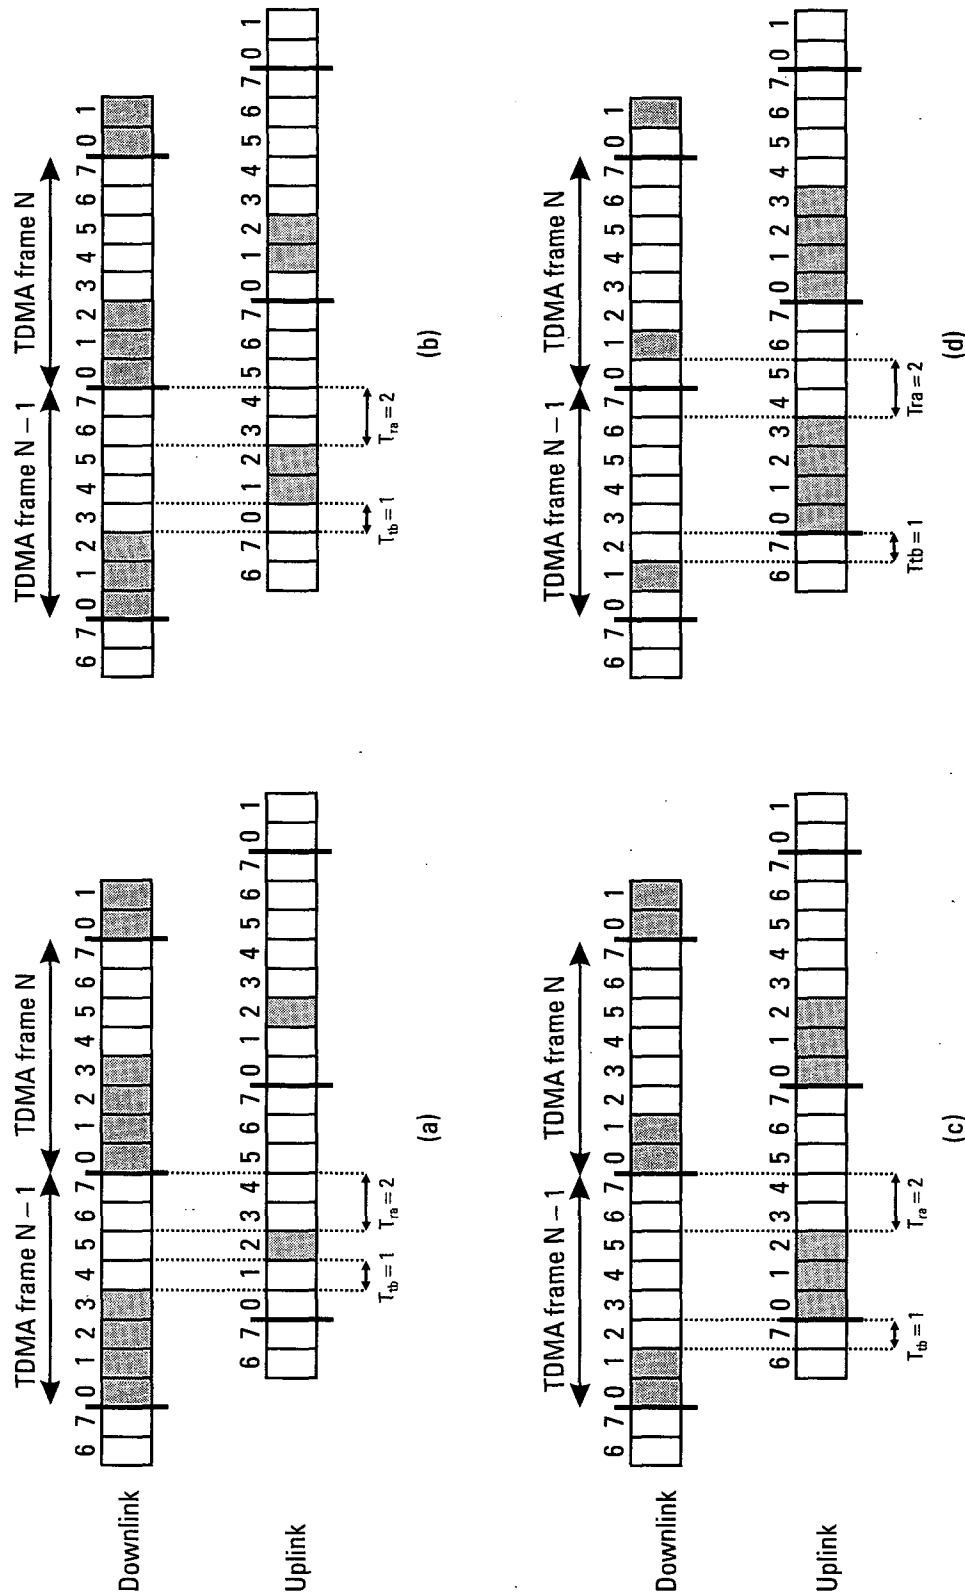 TDMA frame N – 1 TDMA frame N
6 7 0 1 2 3 4 5 6 7 0 1 2 3 4 5 6 7 0 1
Downlink
6 7 0 1 2 3 4 5 6 7 0 1 2 3 4 5 6 7 0 1
Uplink
Ttb = 1 Tra = 2
(a)
TDMA frame N – 1 TDMA frame N
6 7 0 1 2 3 4 5 6 7 0 1 2 3 4 5 6 7 0 1
6 7 0 1 2 3 4 5 6 7 0 1 2 3 4 5 6 7 0 1
Ttb = 1 Tra = 2
(b)
TDMA frame N – 1 TDMA frame N
6 7 0 1 2 3 4 5 6 7 0 1 2 3 4 5 6 7 0 1
Downlink
6 7 0 1 2 3 4 5 6 7 0 1 2 3 4 5 6 7 0 1
Uplink
Ttb = 1 Tra = 2
(c)
TDMA frame N – 1 TDMA frame N
6 7 0 1 2 3 4 5 6 7 0 1 2 3 4 5 6 7 0 1
6 7 0 1 2 3 4 5 6 7 0 1 2 3 4 5 6 7 0 1
Ttb = 1 Tra = 2
(d)